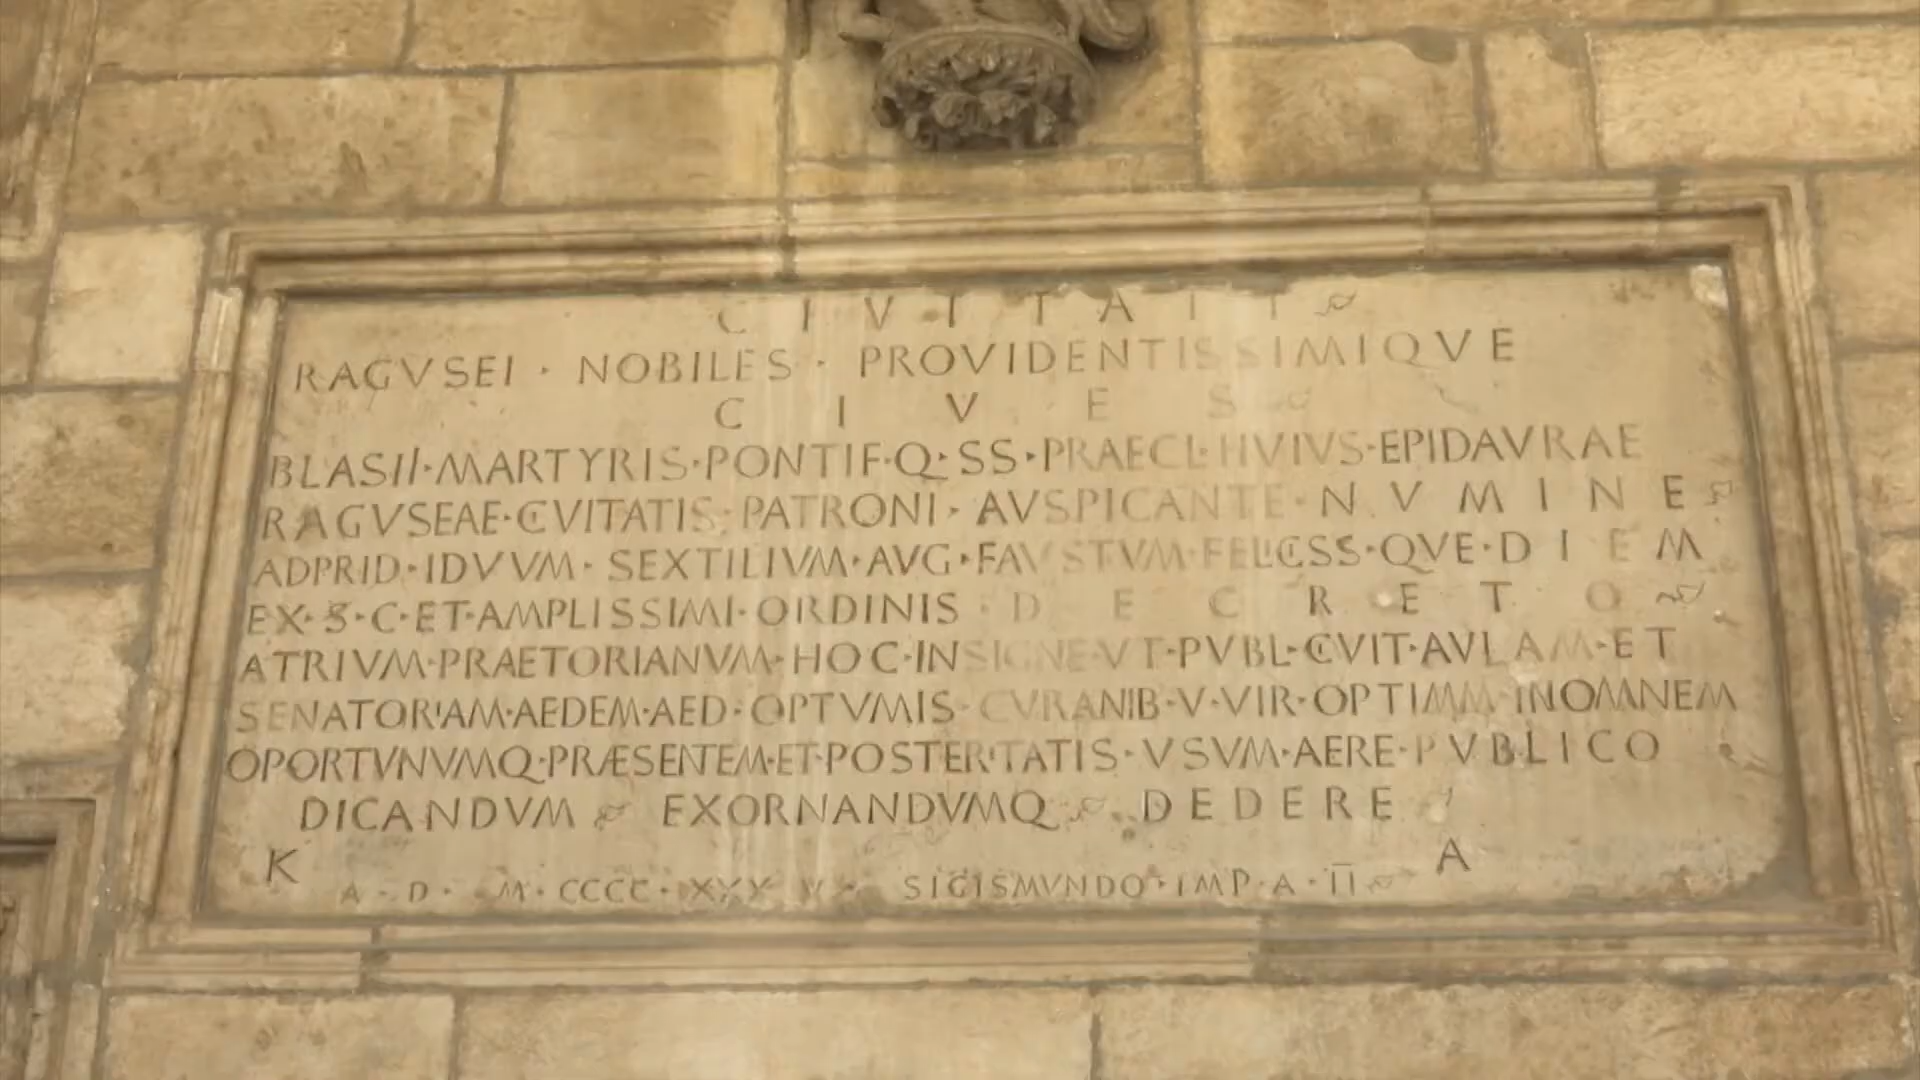 CIVITATI
RAGVSEI · NOBILES · PROVIDENTISSIMIQVE
CIVES
BLASII·MARTYRIS·PONTIF·Q·SS·PRAECL·HVIVS·EPIDAVRAE
RAGVSEAE·CIVITATIS·PATRONI·AVSPICANTE·NVMINE
ADPRID·IDVVM·SEXTILIVM·AVG·FAVSTVM·FELICSS·QVE·DIEM
EX·S·C·ET·AMPLISSIMI·ORDINIS·DECRETO
ATRIVM·PRAETORIANVM·HOC·INSIGNE·VT·PVBL·CIVIT·AVLAM·ET
SENATORIAM·AEDEM·AED·OPTVMIS·CVRANIB·V·VIR·OPTIMM·INOMNEM
OPORTVNVMQ·PRÆSENTEM·ET·POSTERITATIS·VSVM·AERE·PVBLICO
DICANDVM EXORNANDVMQ DEDERE
K A
A·D·M·CCCC·XXXV SIGISMVNDO·IMP·A·II